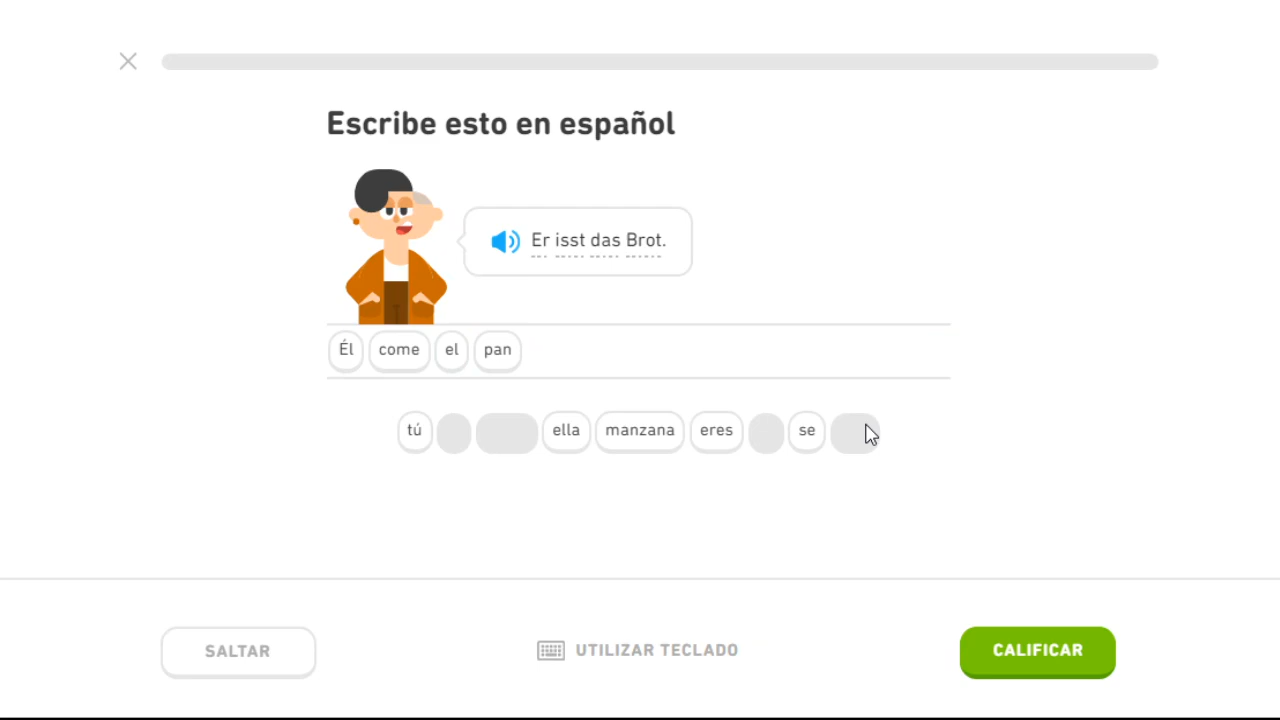 Escribe esto en español
Er isst das Brot.
Él come el pan
tú ella manzana eres se
SALTAR
UTILIZAR TECLADO
CALIFICAR